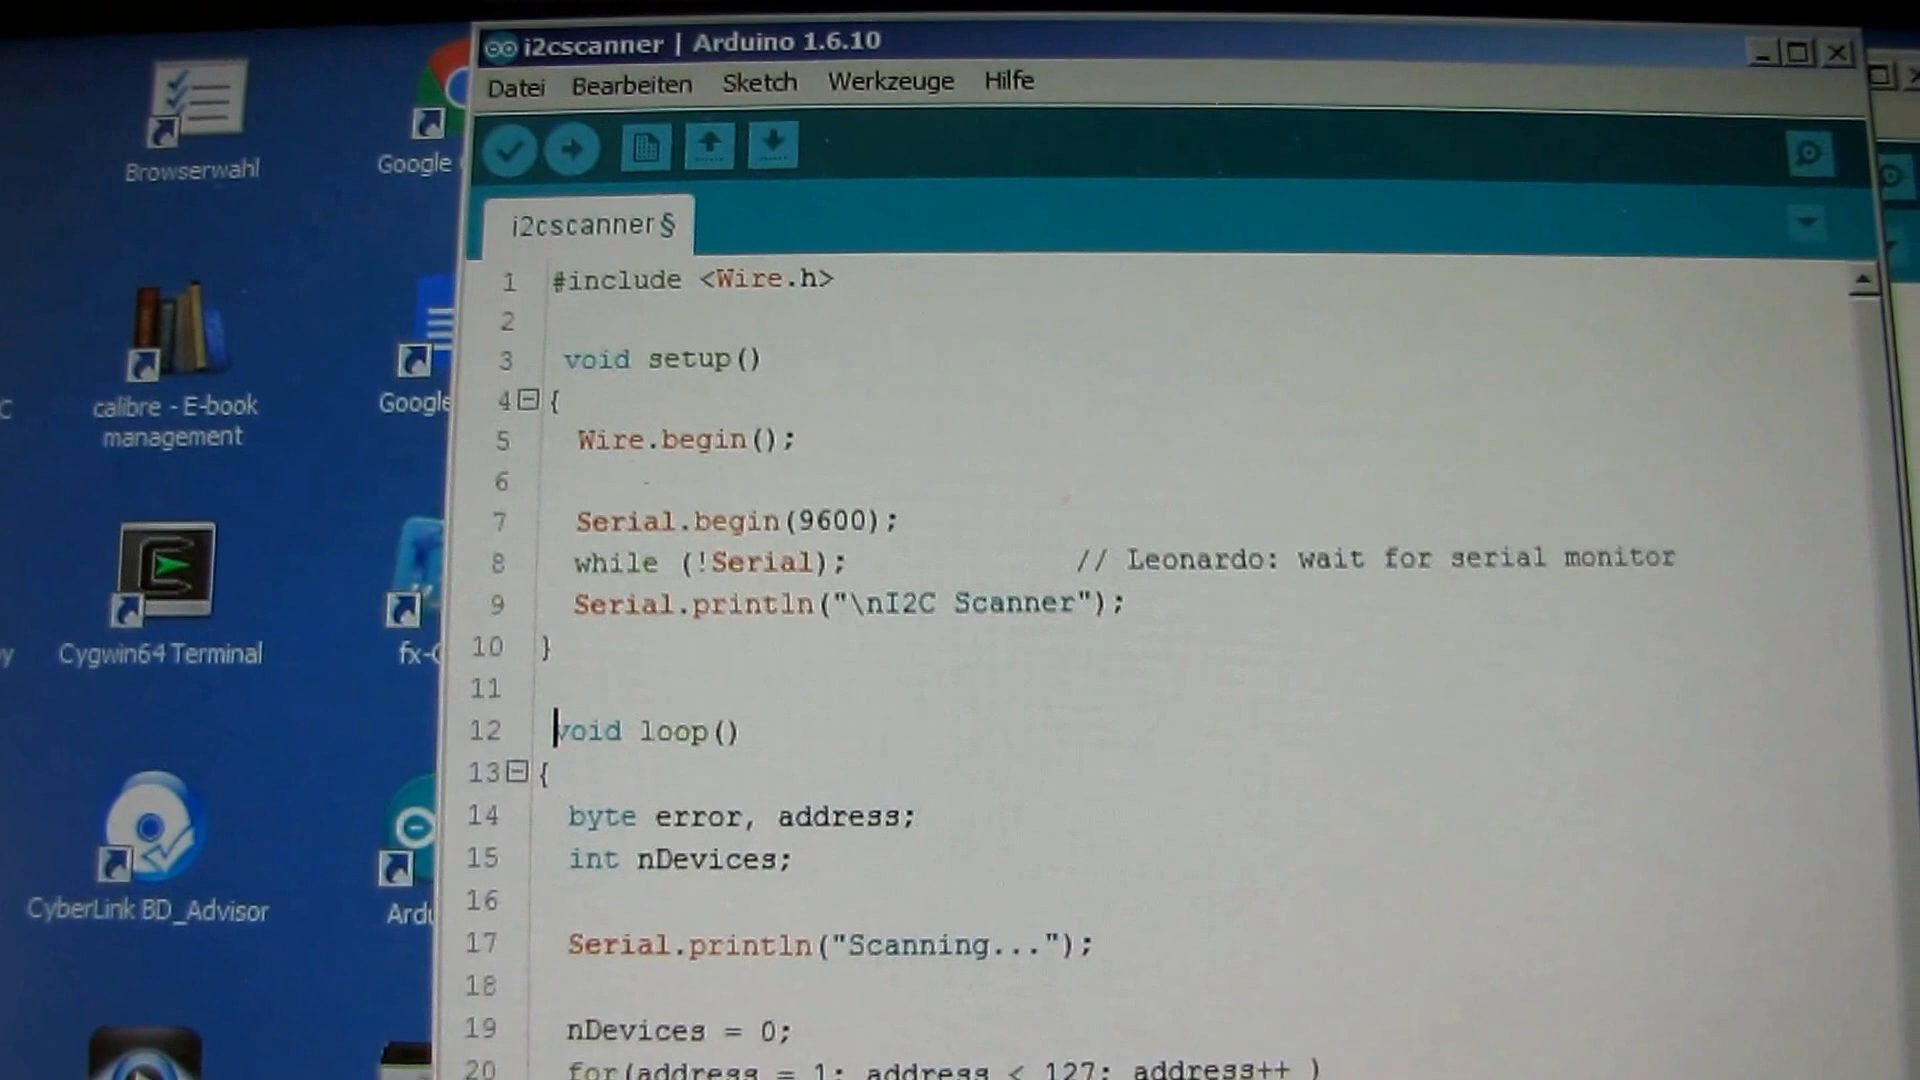 i2cscanner | Arduino 1.6.10
Datei Bearbeiten Sketch Werkzeuge Hilfe
i2cscanner §
1 #include <Wire.h>
2
3 void setup()
4 {
5 Wire.begin();
6
7 Serial.begin(9600);
8 while (!Serial); // Leonardo: wait for serial monitor
9 Serial.println("\nI2C Scanner");
10 }
11
12 void loop()
13 {
14 byte error, address;
15 int nDevices;
16
17 Serial.println("Scanning...");
18
19 nDevices = 0;
20 for(address = 1; address < 127; address++ )
Browserwahl
Google
calibre - E-book
management
Google
Cygwin64 Terminal
fx-
CyberLink BD_Advisor
Ardu